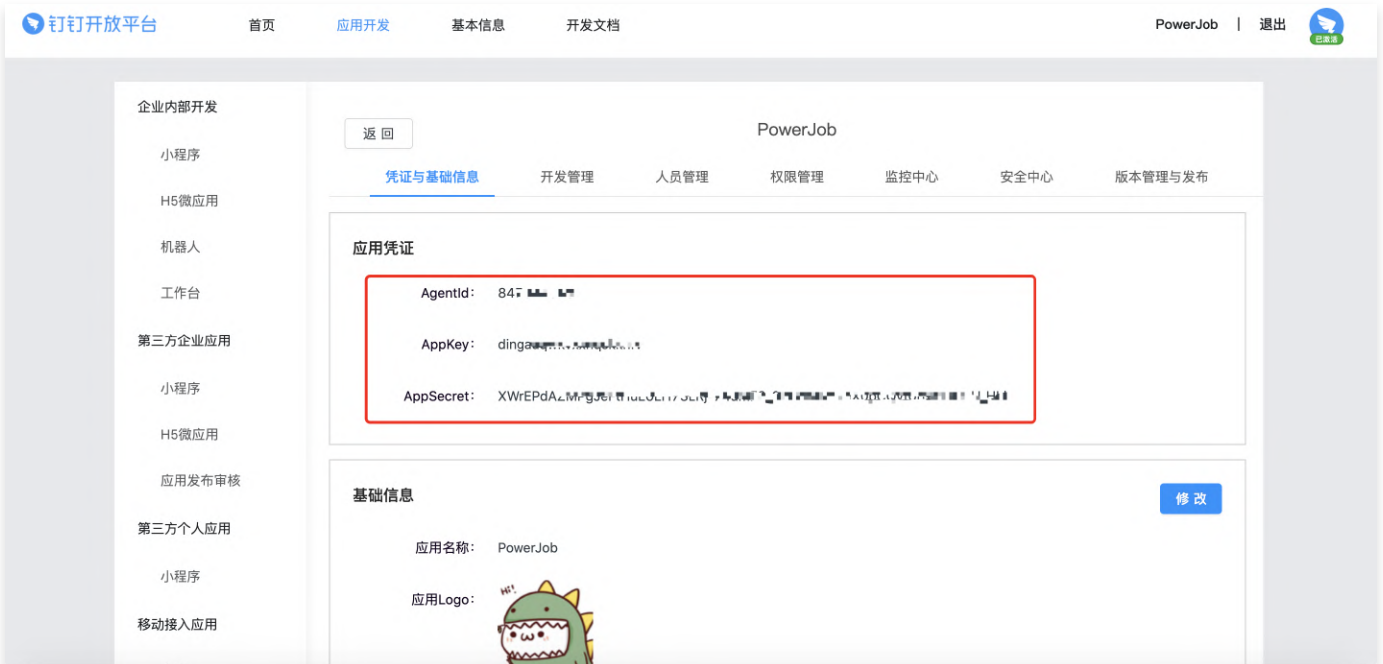 钉钉开放平台 首页 应用开发 基本信息 开发文档 PowerJob | 退出
已激活
企业内部开发
小程序
H5微应用
机器人
工作台
第三方企业应用
小程序
H5微应用
应用发布审核
第三方个人应用
小程序
移动接入应用
返回
PowerJob
凭证与基础信息 开发管理 人员管理 权限管理 监控中心 安全中心 版本管理与发布
应用凭证
AgentId:
AppKey:
AppSecret:
基础信息
修改
应用名称: PowerJob
应用Logo:
Hi!